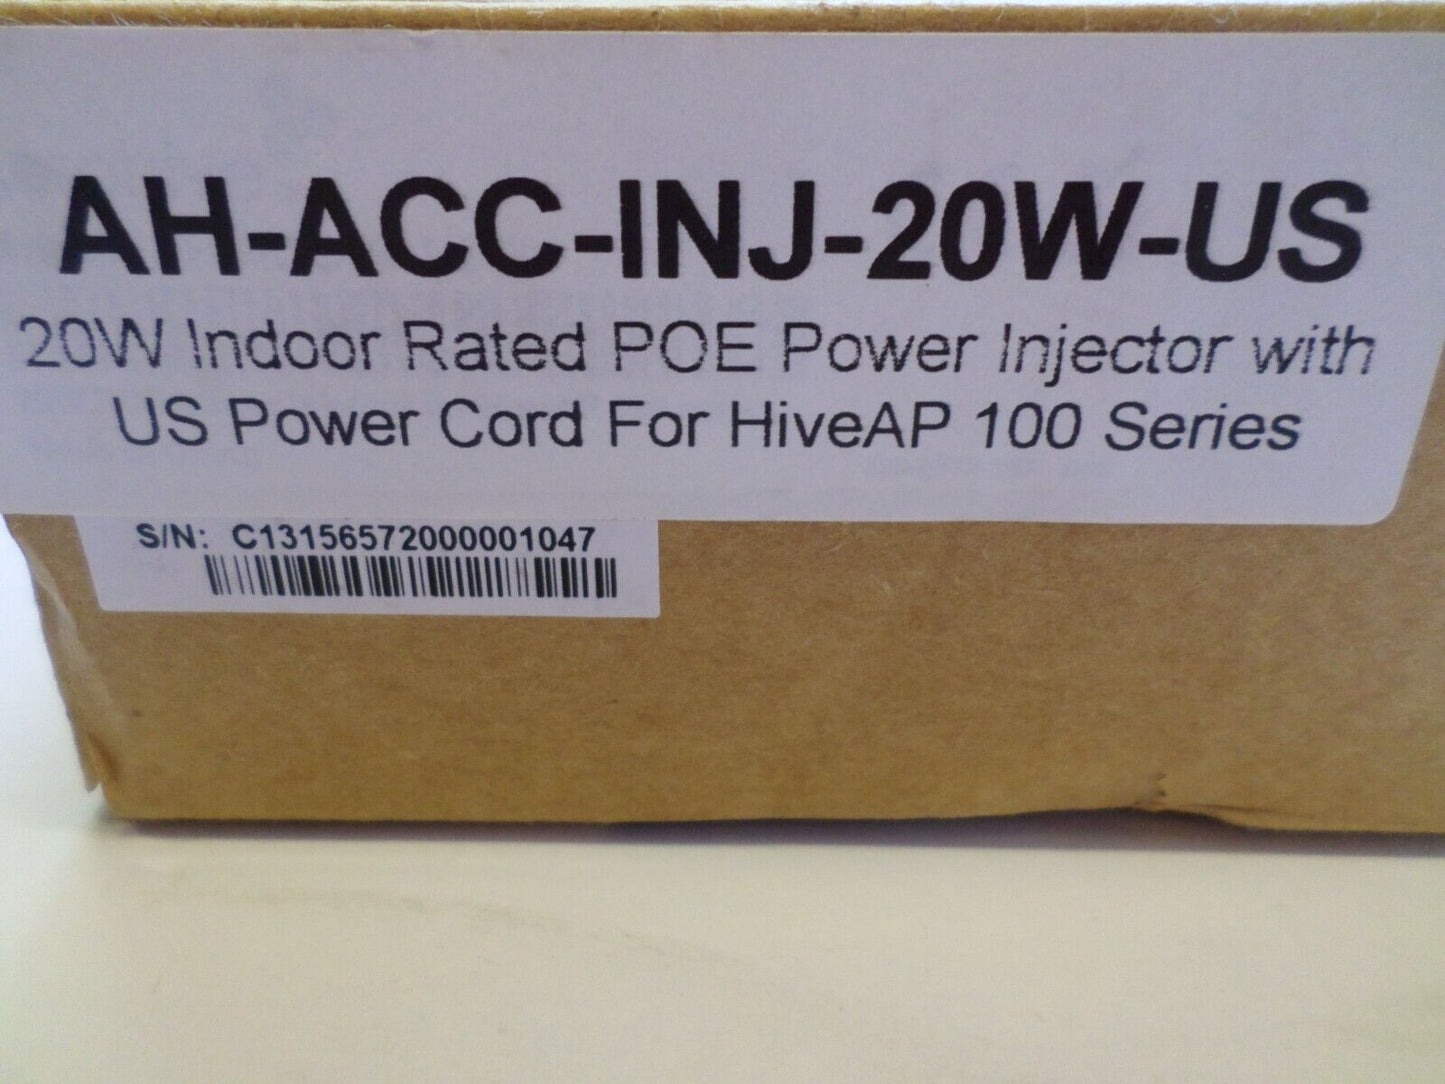 AH-ACC-INJ-20W-US
20W Indoor Rated POE Power Injector with
US Power Cord For HiveAP 100 Series
S/N: C131565720000001047